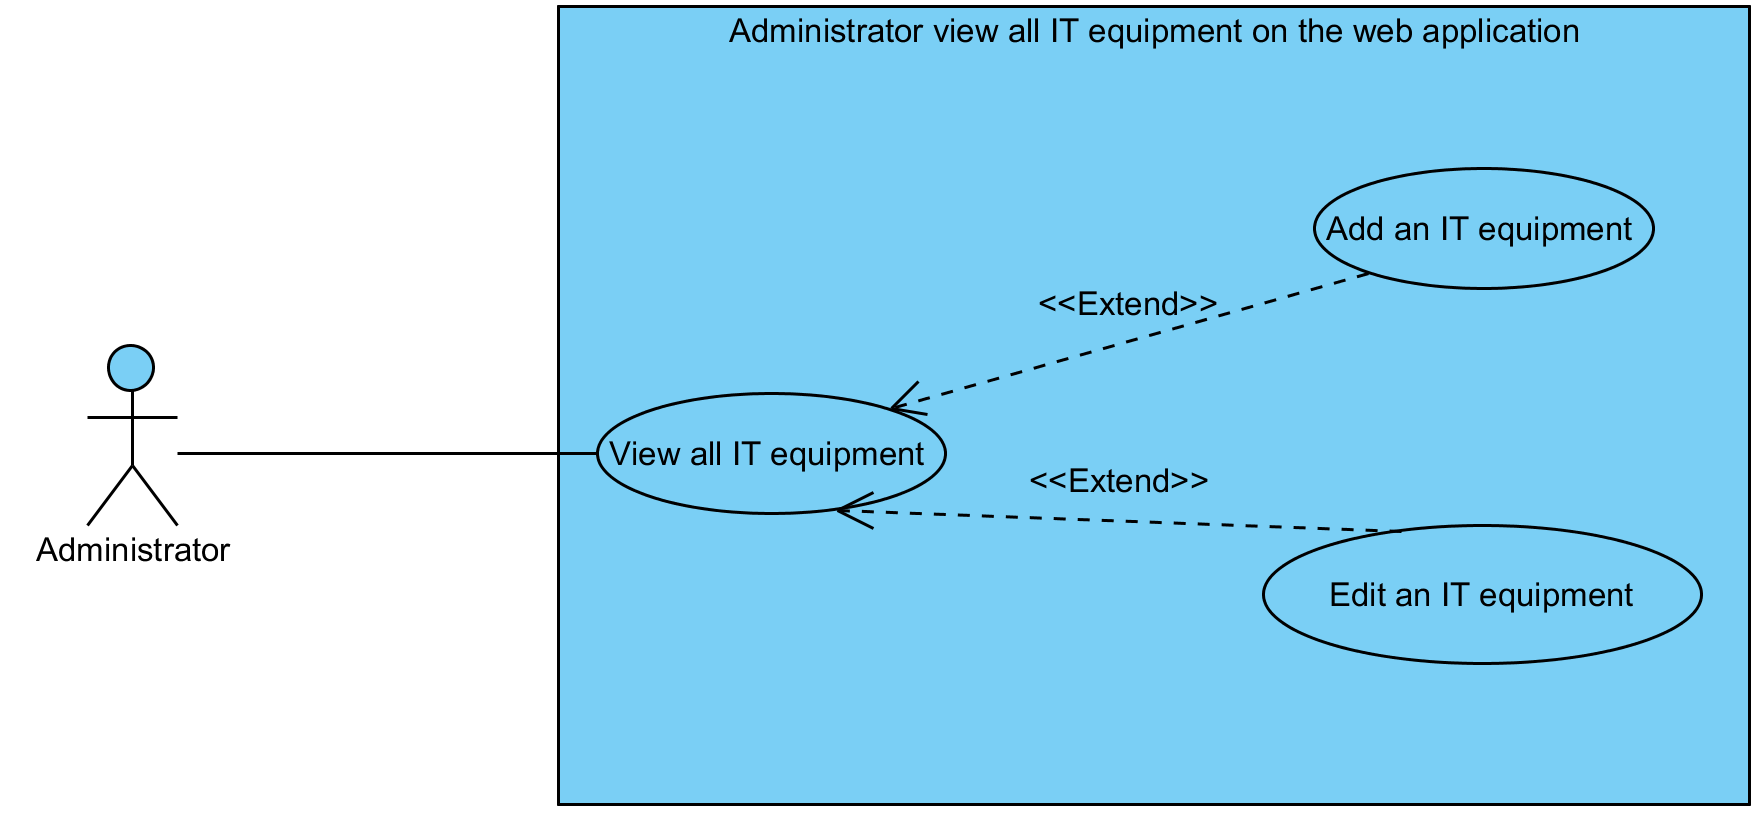 Administrator view all IT equipment on the web application
Add an IT equipment
<<Extend>>
View all IT equipment
<<Extend>>
Administrator
Edit an IT equipment